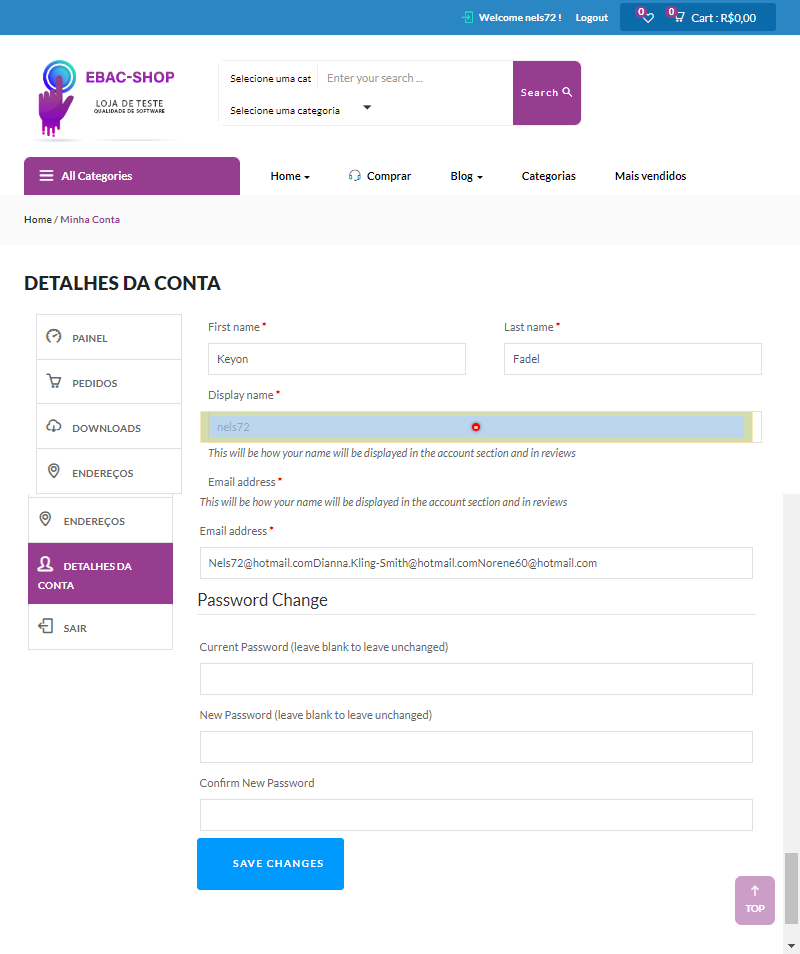 Welcome nels72 ! Logout 0 0 Cart : R$0,00
EBAC-SHOP
LOJA DE TESTE
QUALIDADE DE SOFTWARE
Selecione uma cat Enter your search ...
Selecione uma categoria
Search
All Categories Home Comprar Blog Categorias Mais vendidos
Home / Minha Conta
DETALHES DA CONTA
PAINEL
PEDIDOS
DOWNLOADS
ENDEREÇOS
ENDEREÇOS
DETALHES DA
CONTA
SAIR
First name * Last name *
Keyon Fadel
Display name *
nels72
This will be how your name will be displayed in the account section and in reviews
Email address *
This will be how your name will be displayed in the account section and in reviews
Email address *
Nels72@hotmail.comDianna.Kling-Smith@hotmail.comNorene60@hotmail.com
Password Change
Current Password (leave blank to leave unchanged)
New Password (leave blank to leave unchanged)
Confirm New Password
SAVE CHANGES
TOP